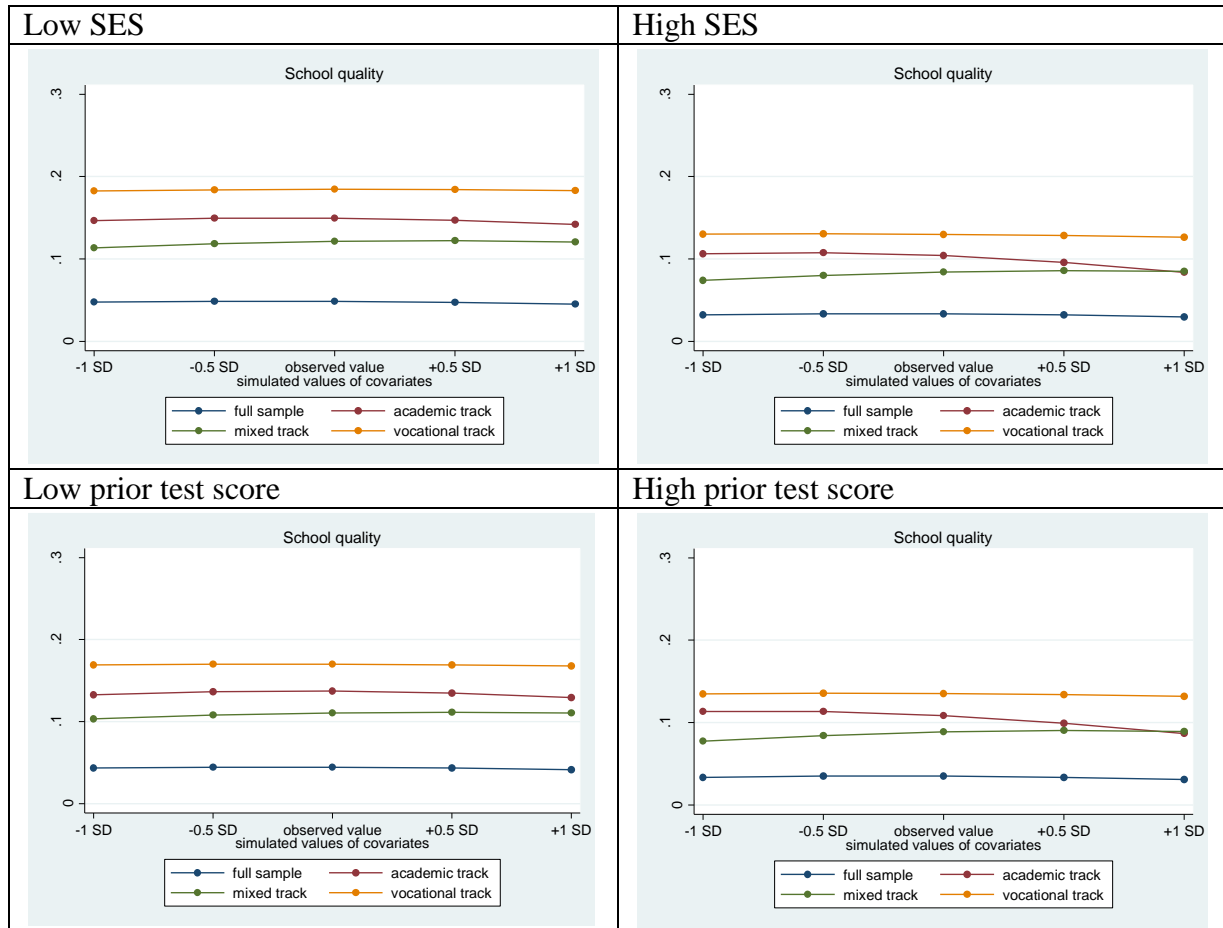 Low SES
High SES
School quality
.3
.2
.1
0
-1 SD -0.5 SD observed value +0.5 SD +1 SD
simulated values of covariates
full sample academic track
mixed track vocational track
School quality
.3
.2
.1
0
-1 SD -0.5 SD observed value +0.5 SD +1 SD
simulated values of covariates
full sample academic track
mixed track vocational track
Low prior test score
High prior test score
School quality
.3
.2
.1
0
-1 SD -0.5 SD observed value +0.5 SD +1 SD
simulated values of covariates
full sample academic track
mixed track vocational track
School quality
.3
.2
.1
0
-1 SD -0.5 SD observed value +0.5 SD +1 SD
simulated values of covariates
full sample academic track
mixed track vocational track